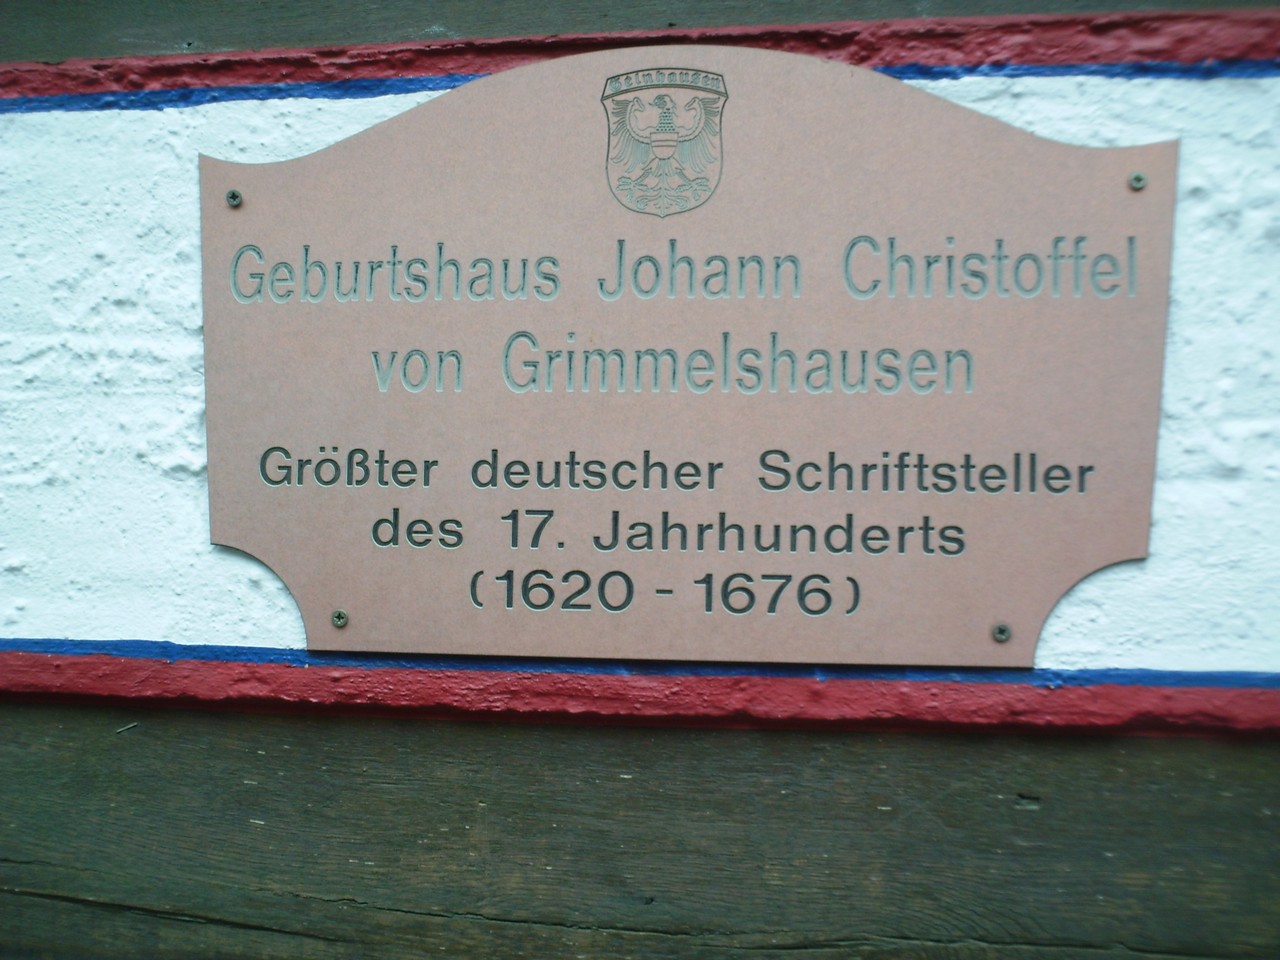 Gelnhausen
Geburtshaus Johann Christoffel
von Grimmelshausen
Größter deutscher Schriftsteller
des 17. Jahrhunderts
(1620 - 1676)